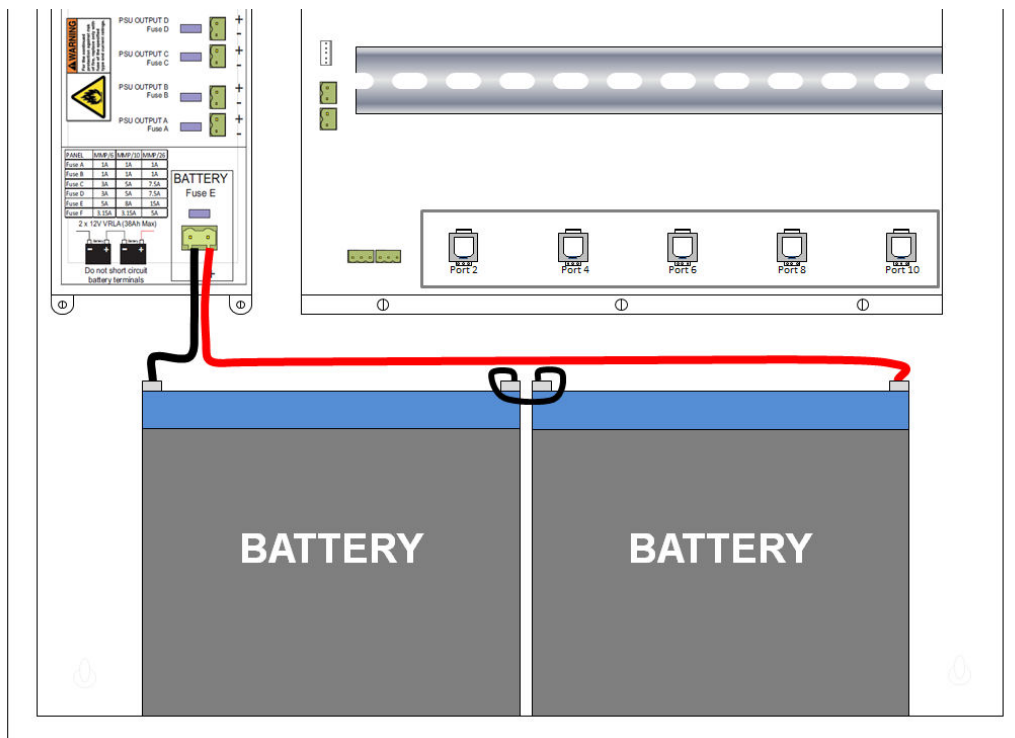 PSU OUTPUT D + 
Fuse D -
WARNING
PSU OUTPUT C +
Fuse C -
PSU OUTPUT B +
Fuse B -
PSU OUTPUT A +
Fuse A -
PANEL MMP/6 MMP/10 MMP/26
Fuse A 1A 1A 1A
Fuse B 1A 1A 1A
Fuse C 3A 5A 7.5A
Fuse D 3A 5A 7.5A
Fuse E 5A 8A 15A
Fuse F 3.15A 3.15A 5A
BATTERY
Fuse E
2 x 12V VRLA (38Ah Max)
- + - +
Do not short circuit
battery terminals
+
Port 2 Port 4 Port 6 Port 8 Port 10
BATTERY BATTERY